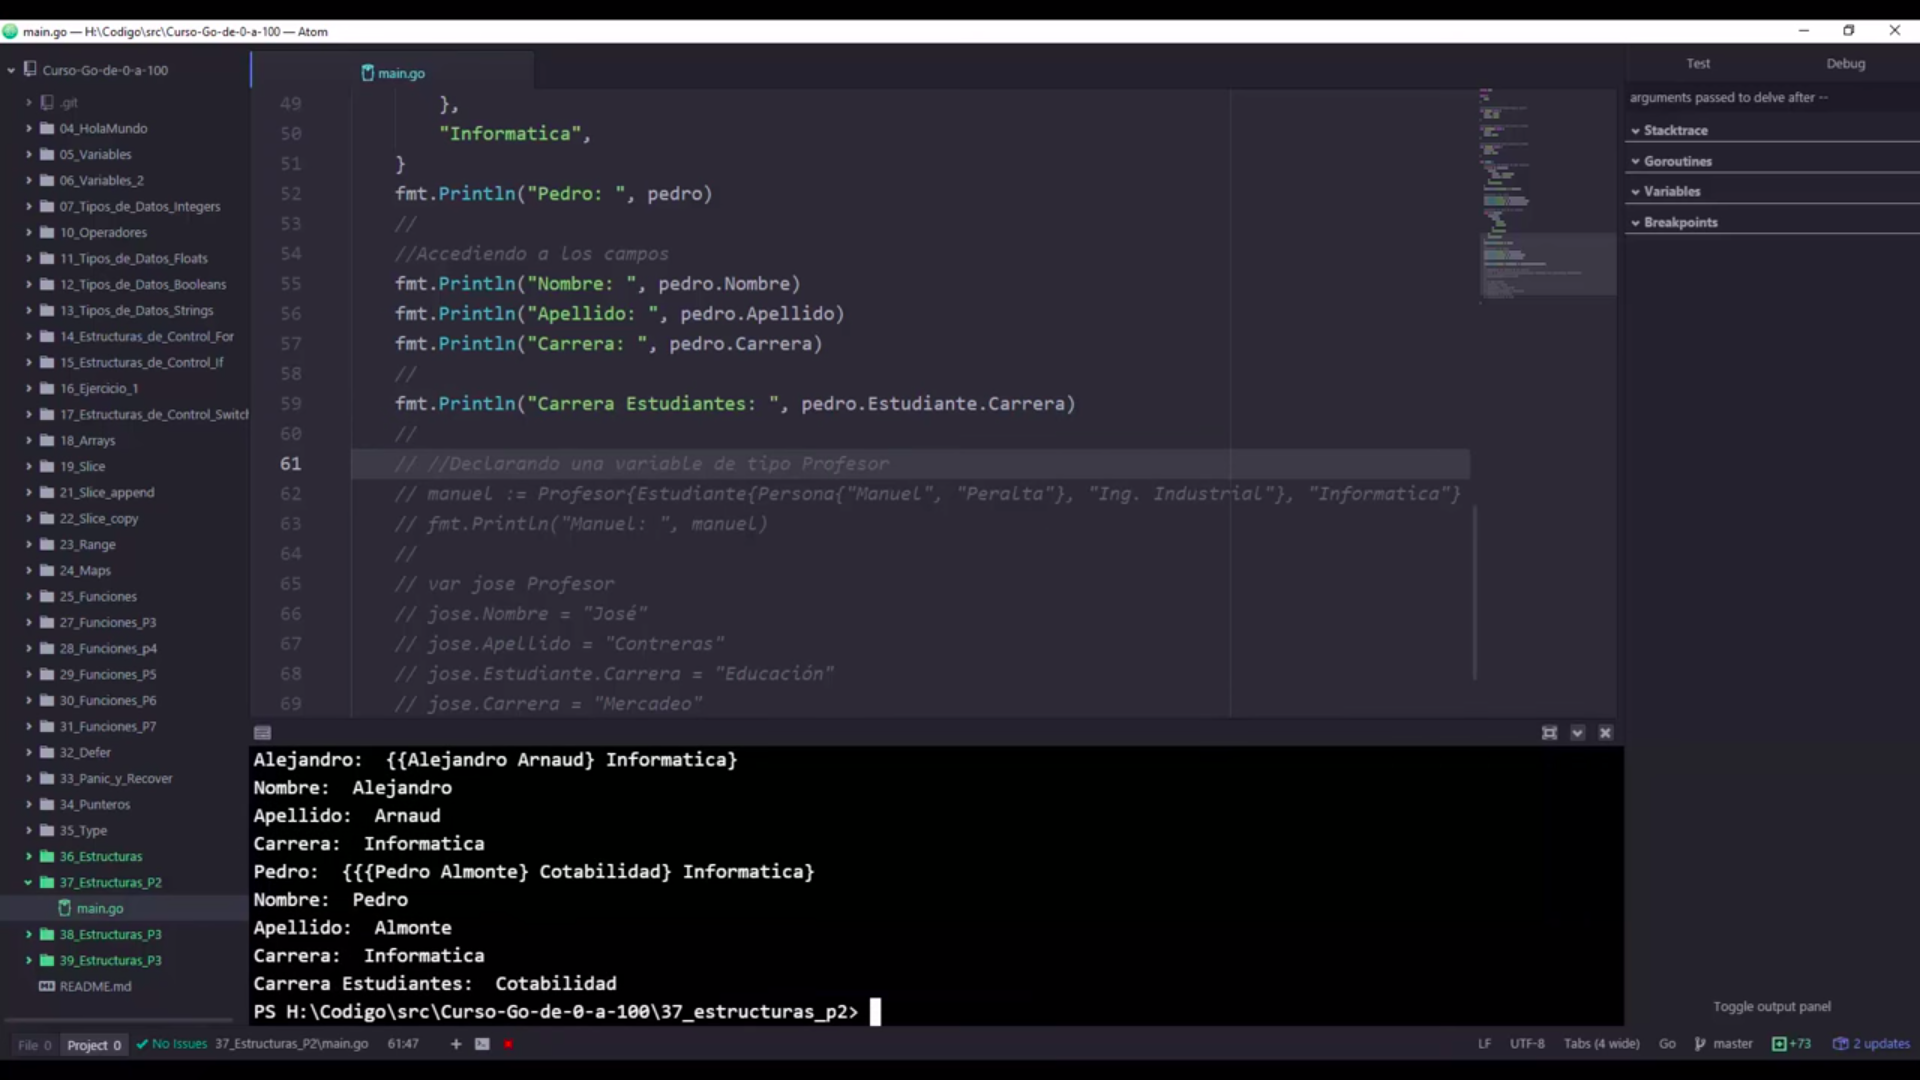 main.go — H:\Codigo\src\Curso-Go-de-0-a-100 — Atom
Curso-Go-de-0-a-100
.git
04_HolaMundo
05_Variables
06_Variables_2
07_Tipos_de_Datos_Integers
10_Operadores
11_Tipos_de_Datos_Floats
12_Tipos_de_Datos_Booleans
13_Tipos_de_Datos_Strings
14_Estructuras_de_Control_For
15_Estructuras_de_Control_If
16_Ejercicio_1
17_Estructuras_de_Control_Switch
18_Arrays
19_Slice
21_Slice_append
22_Slice_copy
23_Range
24_Maps
25_Funciones
27_Funciones_P3
28_Funciones_p4
29_Funciones_P5
30_Funciones_P6
31_Funciones_P7
32_Defer
33_Panic_y_Recover
34_Punteros
35_Type
36_Estructuras
37_Estructuras_P2
main.go
38_Estructuras_P3
39_Estructuras_P3
README.md
main.go
49 },
50 "Informatica",
51 }
52 fmt.Println("Pedro: ", pedro)
53 //
54 //Accediendo a los campos
55 fmt.Println("Nombre: ", pedro.Nombre)
56 fmt.Println("Apellido: ", pedro.Apellido)
57 fmt.Println("Carrera: ", pedro.Carrera)
58 //
59 fmt.Println("Carrera Estudiantes: ", pedro.Estudiante.Carrera)
60 //
61 // //Declarando una variable de tipo Profesor
62 // manuel := Profesor{Estudiante{Persona{"Manuel", "Peralta"}, "Ing. Industrial"}, "Informatica"}
63 // fmt.Println("Manuel: ", manuel)
64 //
65 // var jose Profesor
66 // jose.Nombre = "José"
67 // jose.Apellido = "Contreras"
68 // jose.Estudiante.Carrera = "Educación"
69 // jose.Carrera = "Mercadeo"
Test Debug
arguments passed to delve after --
Stacktrace
Goroutines
Variables
Breakpoints
Toggle output panel
Alejandro:  {{Alejandro Arnaud} Informatica}
Nombre:  Alejandro
Apellido:  Arnaud
Carrera:  Informatica
Pedro:  {{{Pedro Almonte} Cotabilidad} Informatica}
Nombre:  Pedro
Apellido:  Almonte
Carrera:  Informatica
Carrera Estudiantes:  Cotabilidad
PS H:\Codigo\src\Curso-Go-de-0-a-100\37_estructuras_p2>
File 0 Project 0 No Issues 37_Estructuras_P2\main.go 61:47 + LF UTF-8 Tabs (4 wide) Go master +73 2 updates